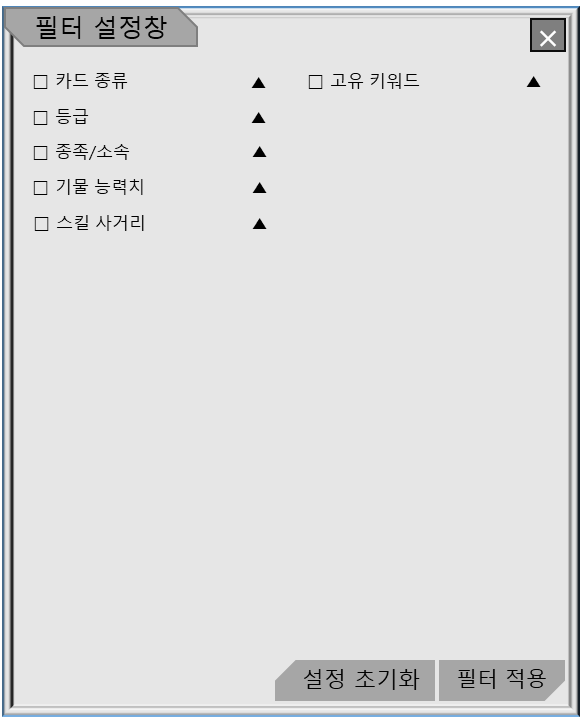 필터 설정창
☐ 카드 종류 ▲
☐ 등급 ▲
☐ 종족/소속 ▲
☐ 기물 능력치 ▲
☐ 스킬 사거리 ▲
☐ 고유 키워드 ▲
설정 초기화
필터 적용